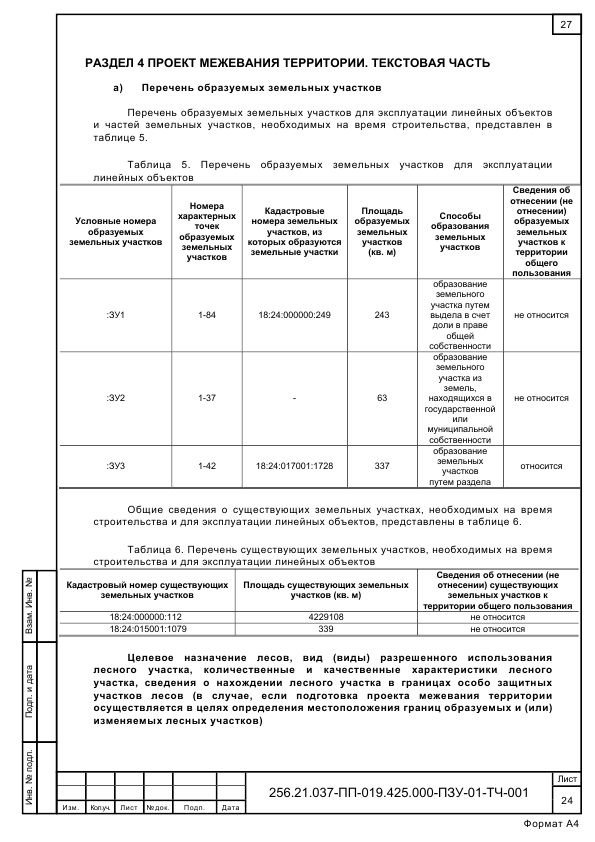 27
РАЗДЕЛ 4 ПРОЕКТ МЕЖЕВАНИЯ ТЕРРИТОРИИ. ТЕКСТОВАЯ ЧАСТЬ
а) Перечень образуемых земельных участков
Перечень образуемых земельных участков для эксплуатации линейных объектов
и частей земельных участков, необходимых на время строительства, представлен в
таблице 5.
Таблица 5. Перечень образуемых земельных участков для эксплуатации
линейных объектов
Условные номера
образуемых
земельных участков
Номера
характерных
точек
образуемых
земельных
участков
Кадастровые
номера земельных
участков, из
которых образуются
земельные участки
Площадь
образуемых
земельных
участков
(кв. м)
Способы
образования
земельных
участков
Сведения об
отнесении (не
отнесении)
образуемых
земельных
участков к
территории
общего
пользования
:ЗУ1
1-84
18:24:000000:249
243
образование
земельного
участка путем
выдела в счет
доли в праве
общей
собственности
не относится
:ЗУ2
1-37
-
63
образование
земельного
участка из
земель,
находящихся в
государственной
или
муниципальной
собственности
не относится
:ЗУ3
1-42
18:24:017001:1728
337
образование
земельных
участков
путем раздела
относится
Общие сведения о существующих земельных участках, необходимых на время
строительства и для эксплуатации линейных объектов, представлены в таблице 6.
Таблица 6. Перечень существующих земельных участков, необходимых на время
строительства и для эксплуатации линейных объектов
Кадастровый номер существующих
земельных участков
Площадь существующих земельных
участков (кв. м)
Сведения об отнесении (не
отнесении) существующих
земельных участков к
территории общего пользования
18:24:000000:112
4229108
не относится
18:24:015001:1079
339
не относится
Целевое назначение лесов, вид (виды) разрешенного использования
лесного участка, количественные и качественные характеристики лесного
участка, сведения о нахождении лесного участка в границах особо защитных
участков лесов (в случае, если подготовка проекта межевания территории
осуществляется в целях определения местоположения границ образуемых и (или)
изменяемых лесных участков)
Взам. Инв. №
Подп. и дата
Инв. № подл.
Изм. Копуч. Лист №док. Подп. Дата
256.21.037-ПП-019.425.000-ПЗУ-01-ТЧ-001
Лист
24
Формат А4